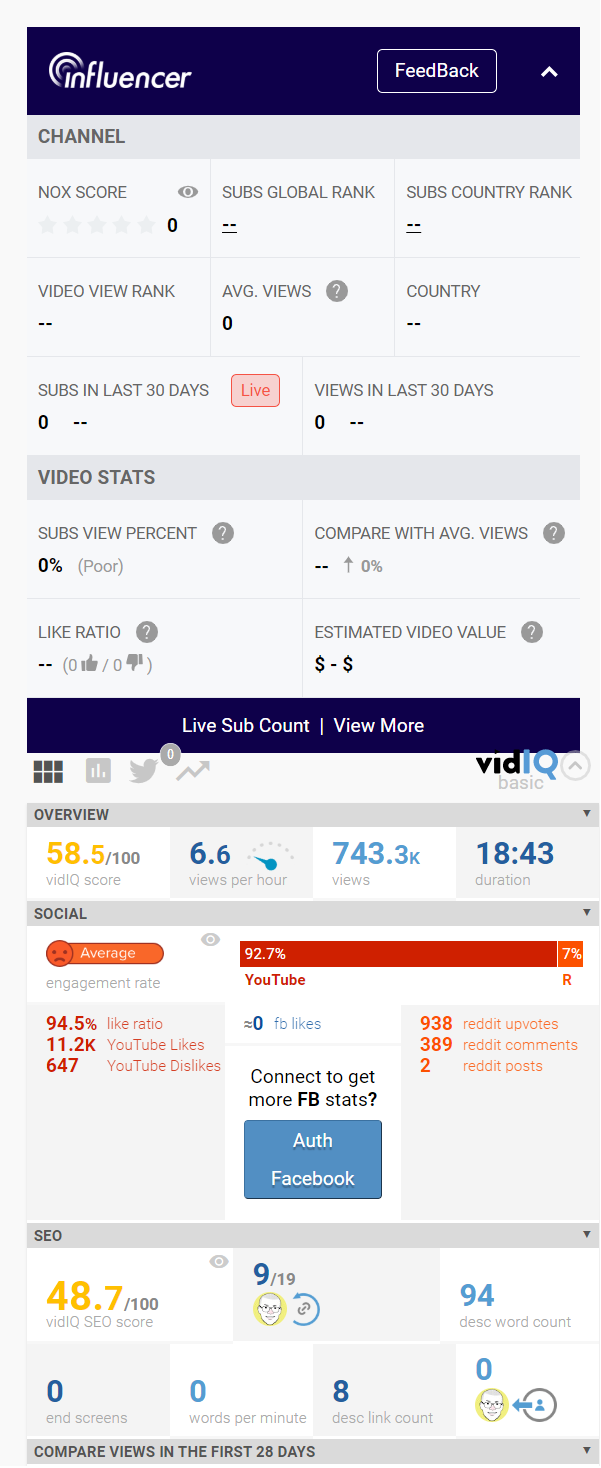 influencer
FeedBack
CHANNEL
NOX SCORE
SUBS GLOBAL RANK
SUBS COUNTRY RANK
0
--
--
VIDEO VIEW RANK
AVG. VIEWS ?
COUNTRY
--
0
--
SUBS IN LAST 30 DAYS Live
VIEWS IN LAST 30 DAYS
0 --
0 --
VIDEO STATS
SUBS VIEW PERCENT ?
COMPARE WITH AVG. VIEWS ?
0% (Poor)
-- ↑ 0%
LIKE RATIO ?
ESTIMATED VIDEO VALUE ?
-- (0 / 0 )
$ - $
Live Sub Count | View More
0
vidIQ
basic
OVERVIEW
58.5/100
6.6
743.3K
18:43
vidIQ score
views per hour
views
duration
SOCIAL
Average
92.7%
7%
engagement rate
YouTube
R
94.5% like ratio
11.2K YouTube Likes
647 YouTube Dislikes
≈0 fb likes
Connect to get
more FB stats?
Auth
Facebook
938 reddit upvotes
389 reddit comments
2 reddit posts
SEO
48.7/100
vidIQ SEO score
9/19
94
desc word count
0
end screens
0
words per minute
8
desc link count
0
COMPARE VIEWS IN THE FIRST 28 DAYS